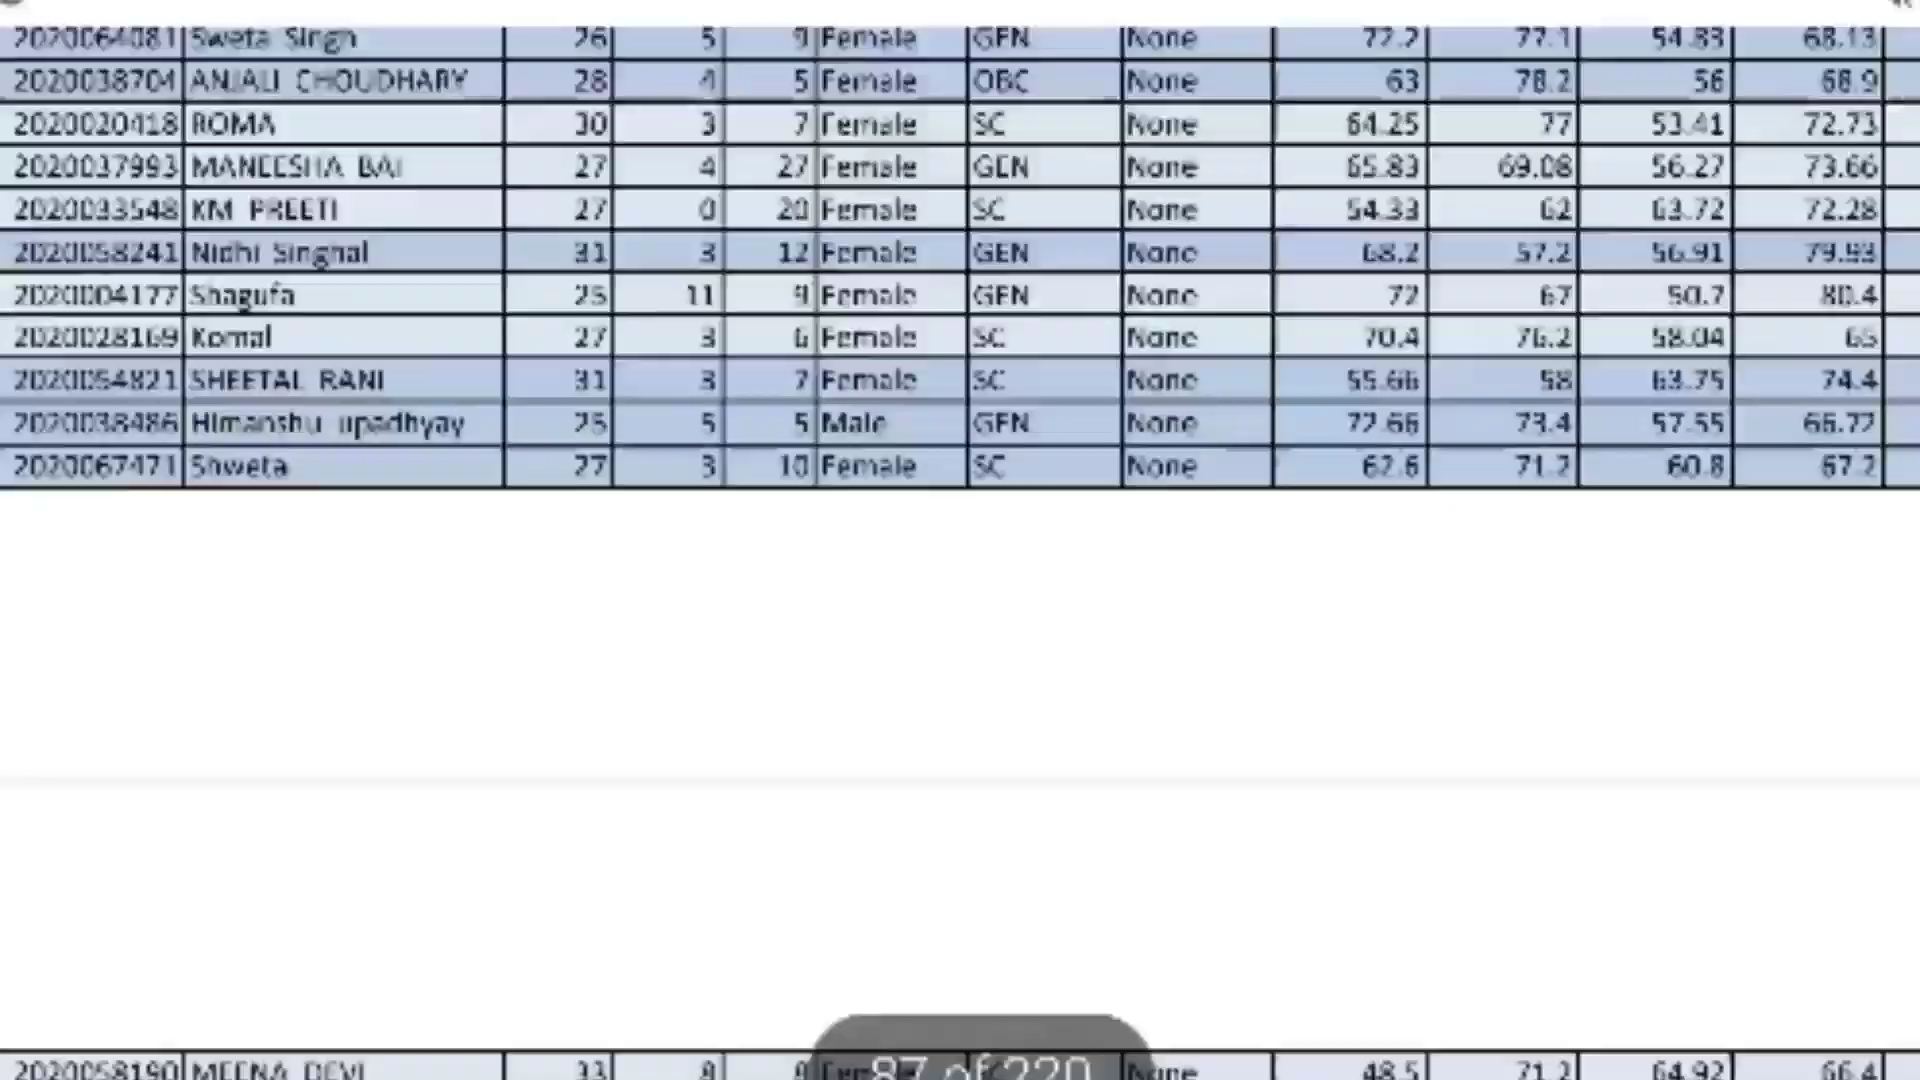 2020064081 Sweta Singh 26 5 9 Female GEN None 72.2 77.1 54.83 68.13
2020038704 ANJALI CHOUDHARY 28 4 5 Female OBC None 63 78.2 56 68.9
2020020418 ROMA 30 3 7 Female SC None 64.25 77 53.41 72.73
2020037993 MANEESHA BAI 27 4 27 Female GEN None 65.83 69.08 56.27 73.66
2020033548 KM PREETI 27 0 20 Female SC None 54.33 62 63.72 72.28
2020058241 Nidhi Singhal 31 3 12 Female GEN None 68.2 57.2 56.91 79.93
2020004177 Shagufa 25 11 9 Female GEN None 72 67 50.7 80.4
2020028169 Komal 27 3 6 Female SC None 70.4 76.2 58.04 65
2020054821 SHEETAL RANI 31 3 7 Female SC None 55.66 58 63.75 74.4
2020038486 Himanshu upadhyay 25 5 5 Male GEN None 72.66 73.4 57.55 66.72
2020067471 Shweta 27 3 10 Female SC None 62.6 71.2 60.8 67.2
2020058190 MEENA DEVI 33 8 None 48.5 71.2 64.92 66.4
87 of 220